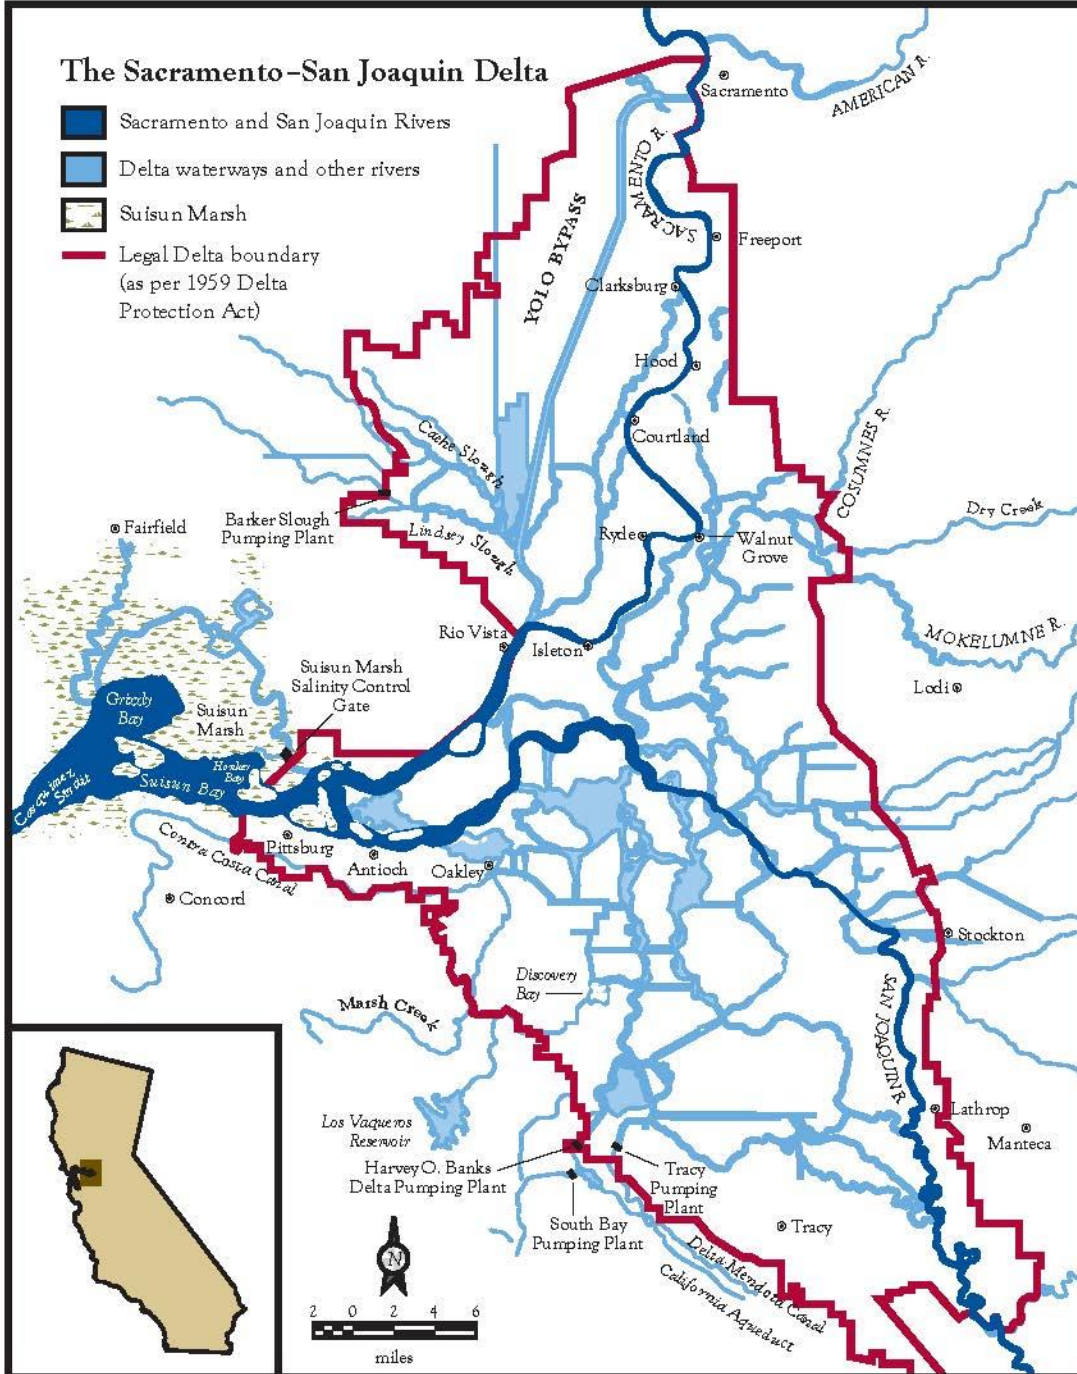 The Sacramento–San Joaquin Delta
Sacramento and San Joaquin Rivers
Delta waterways and other rivers
Suisun Marsh
Legal Delta boundary
(as per 1959 Delta
Protection Act)
Sacramento
AMERICAN R.
SACRAMENTO R.
YOLO BYPASS
Freeport
Clarksburg
Hood
Courtland
Cache Slough
COSUMNES R.
Barker Slough
Pumping Plant
Lindsey Slough
Fairfield
Ryde
Walnut
Grove
Dry Creek
Rio Vista
Isleton
MOKELUMNE R.
Suisun Marsh
Salinity Control
Gate
Lodi
Grizzly
Bay
Suisun
Marsh
Honker
Bay
Suisun Bay
Carquinez
Strait
Pittsburg
Contra Costa Canal
Antioch
Oakley
Concord
Stockton
Discovery
Bay
Marsh Creek
SAN JOAQUIN R.
Los Vaqueros
Reservoir
Lathrop
Manteca
Harvey O. Banks
Delta Pumping Plant
Tracy
Pumping
Plant
South Bay
Pumping Plant
Tracy
Delta-Mendota Canal
California Aqueduct
N
2 0 2 4 6
miles